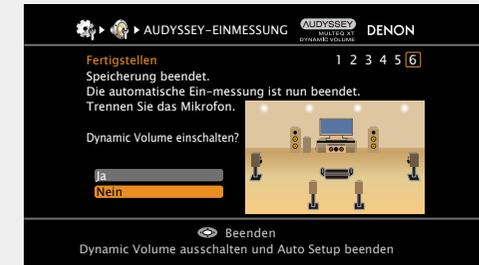 AUDYSSEY-EINMESSUNG
AUDYSSEY
MULTEQ XT
DYNAMIC VOLUME
DENON
Fertigstellen
1 2 3 4 5 6
Speicherung beendet.
Die automatische Ein-messung ist nun beendet.
Trennen Sie das Mikrofon.
Dynamic Volume einschalten?
Ja
Nein
Beenden
Dynamic Volume ausschalten und Auto Setup beenden